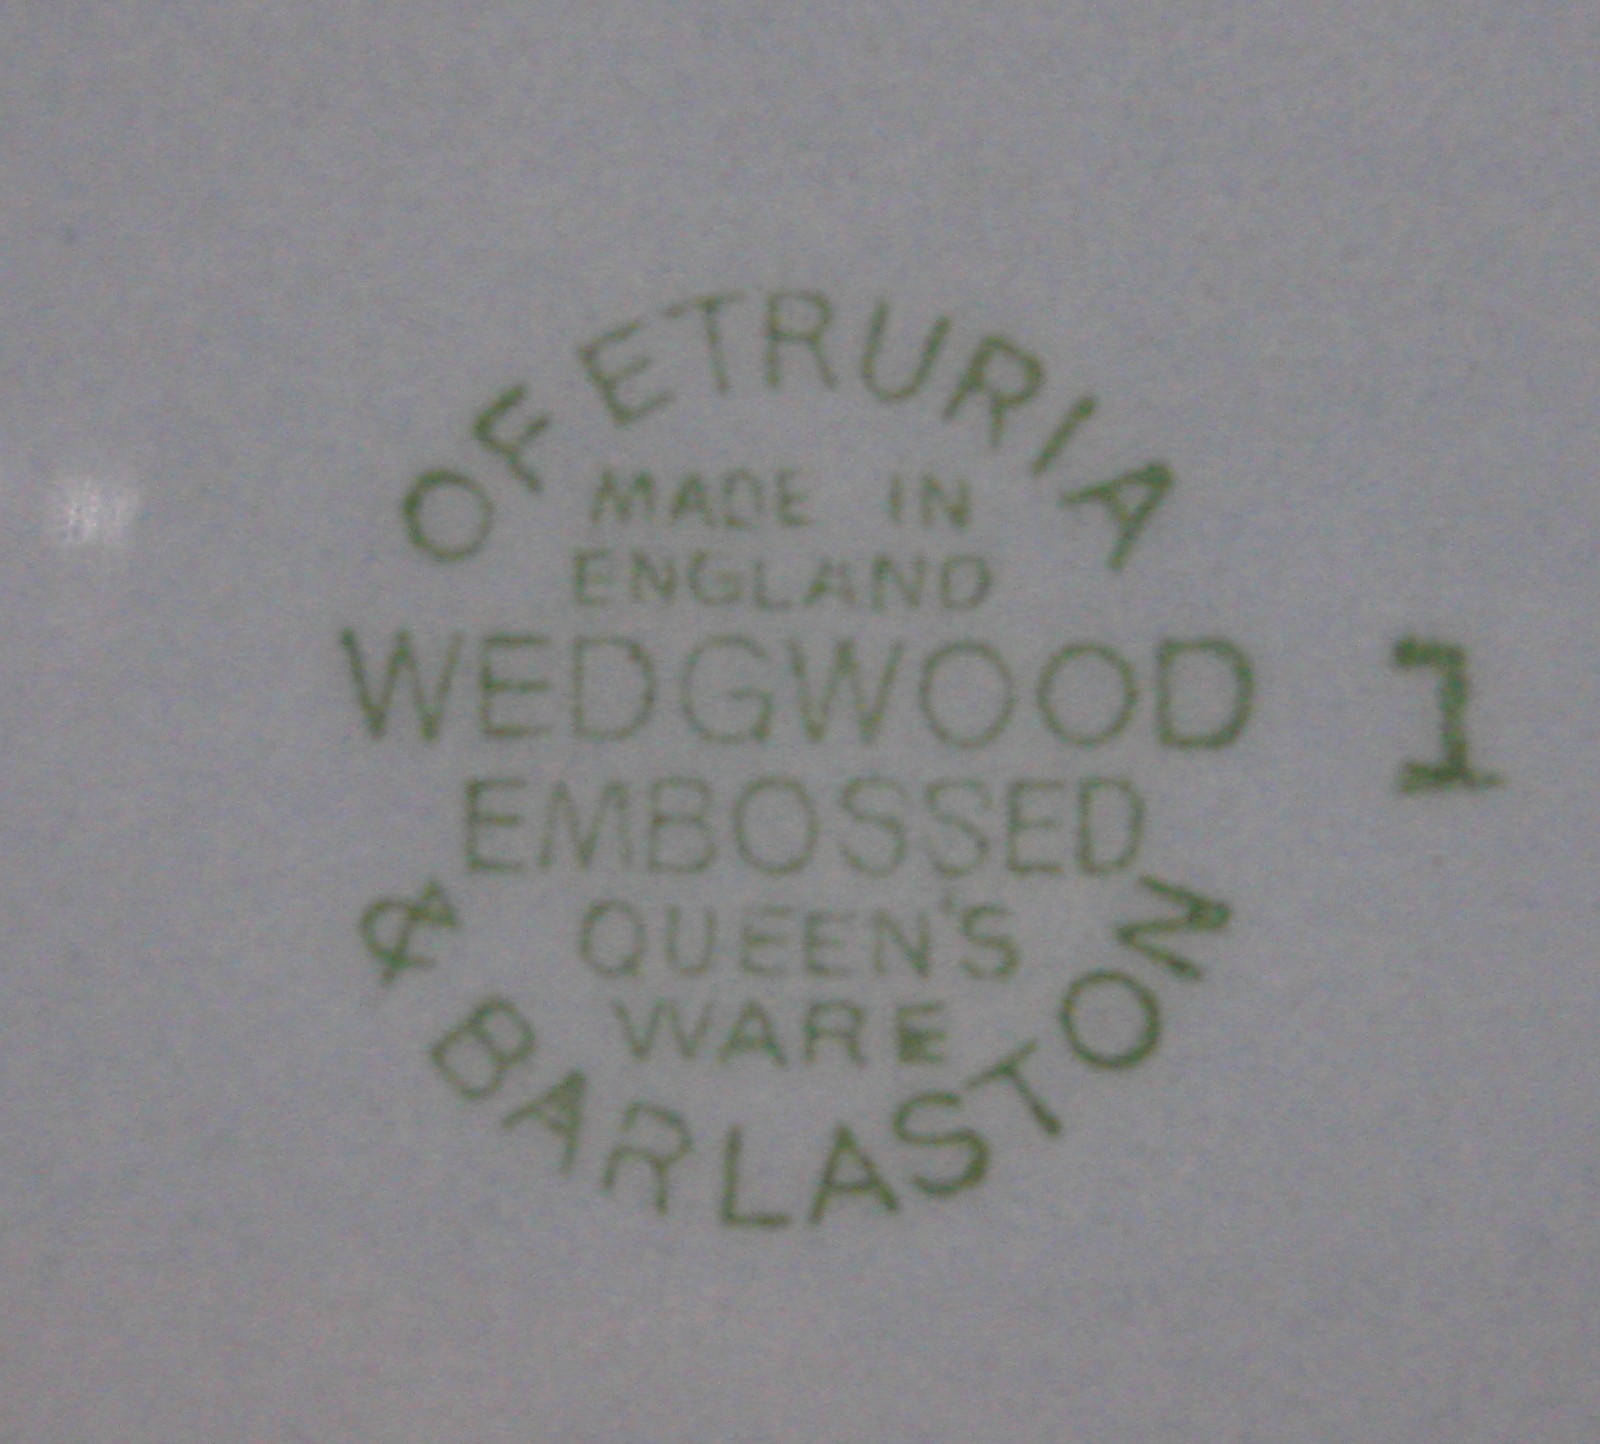 OF ETRURIA
MADE IN
ENGLAND
WEDGWOOD 1
EMBOSSED
QUEEN'S
WARE
& BARLASTON